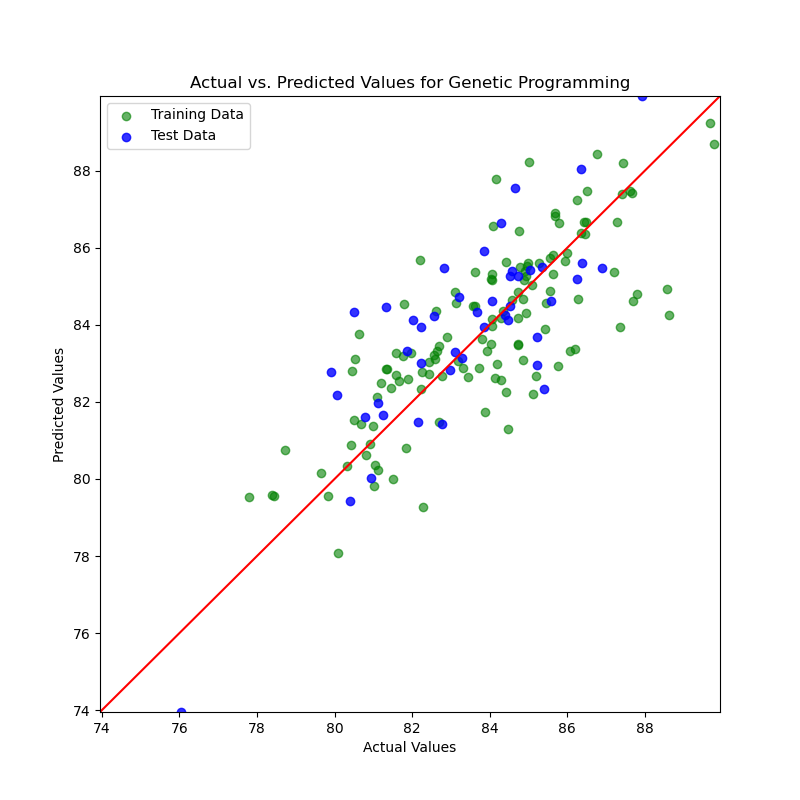 Actual vs. Predicted Values for Genetic Programming
Training Data
Test Data
88
86
84
82
80
78
76
74
Predicted Values
74 76 78 80 82 84 86 88
Actual Values